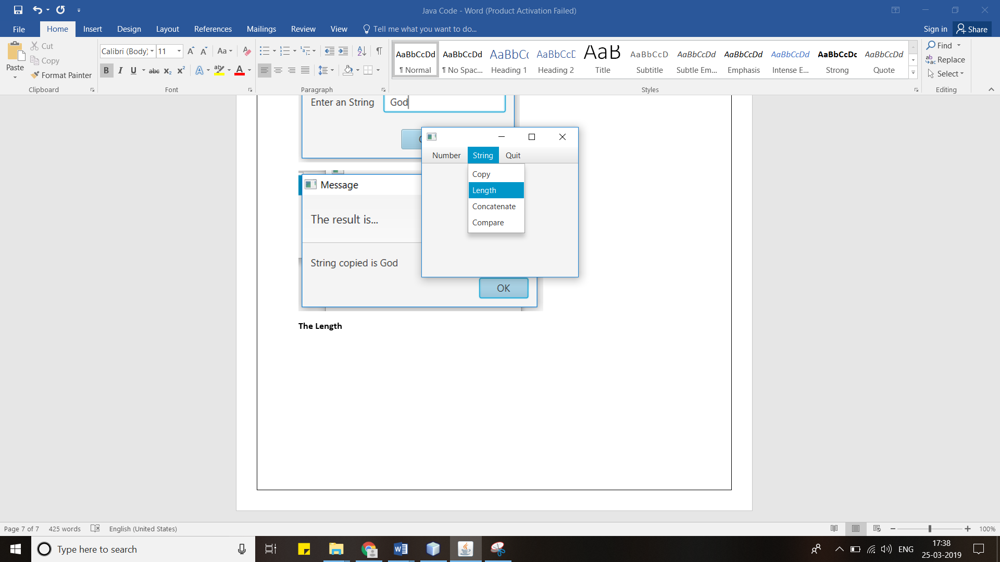 Java Code - Word (Product Activation Failed)
File Home Insert Design Layout References Mailings Review View Tell me what you want to do... Sign in Share
Paste
Cut
Copy
Format Painter
Clipboard
Calibri (Body) 11
Font
Paragraph
AaBbCcDd AaBbCcDd AaBbCc AaBbCcD AaB AaBbCcD AaBbCcDd AaBbCcDd AaBbCcDd AaBbCcDc AaBbCcDd
¶ Normal ¶ No Spac... Heading 1 Heading 2 Title Subtitle Subtle Em... Emphasis Intense E... Strong Quote
Styles
Find
Replace
Select
Editing
Enter an String God
Number String Quit
Copy
Length
Concatenate
Compare
Message
The result is...
String copied is God
OK
The Length
Page 7 of 7 425 words English (United States) 100%
Type here to search
ENG
17:38
25-03-2019